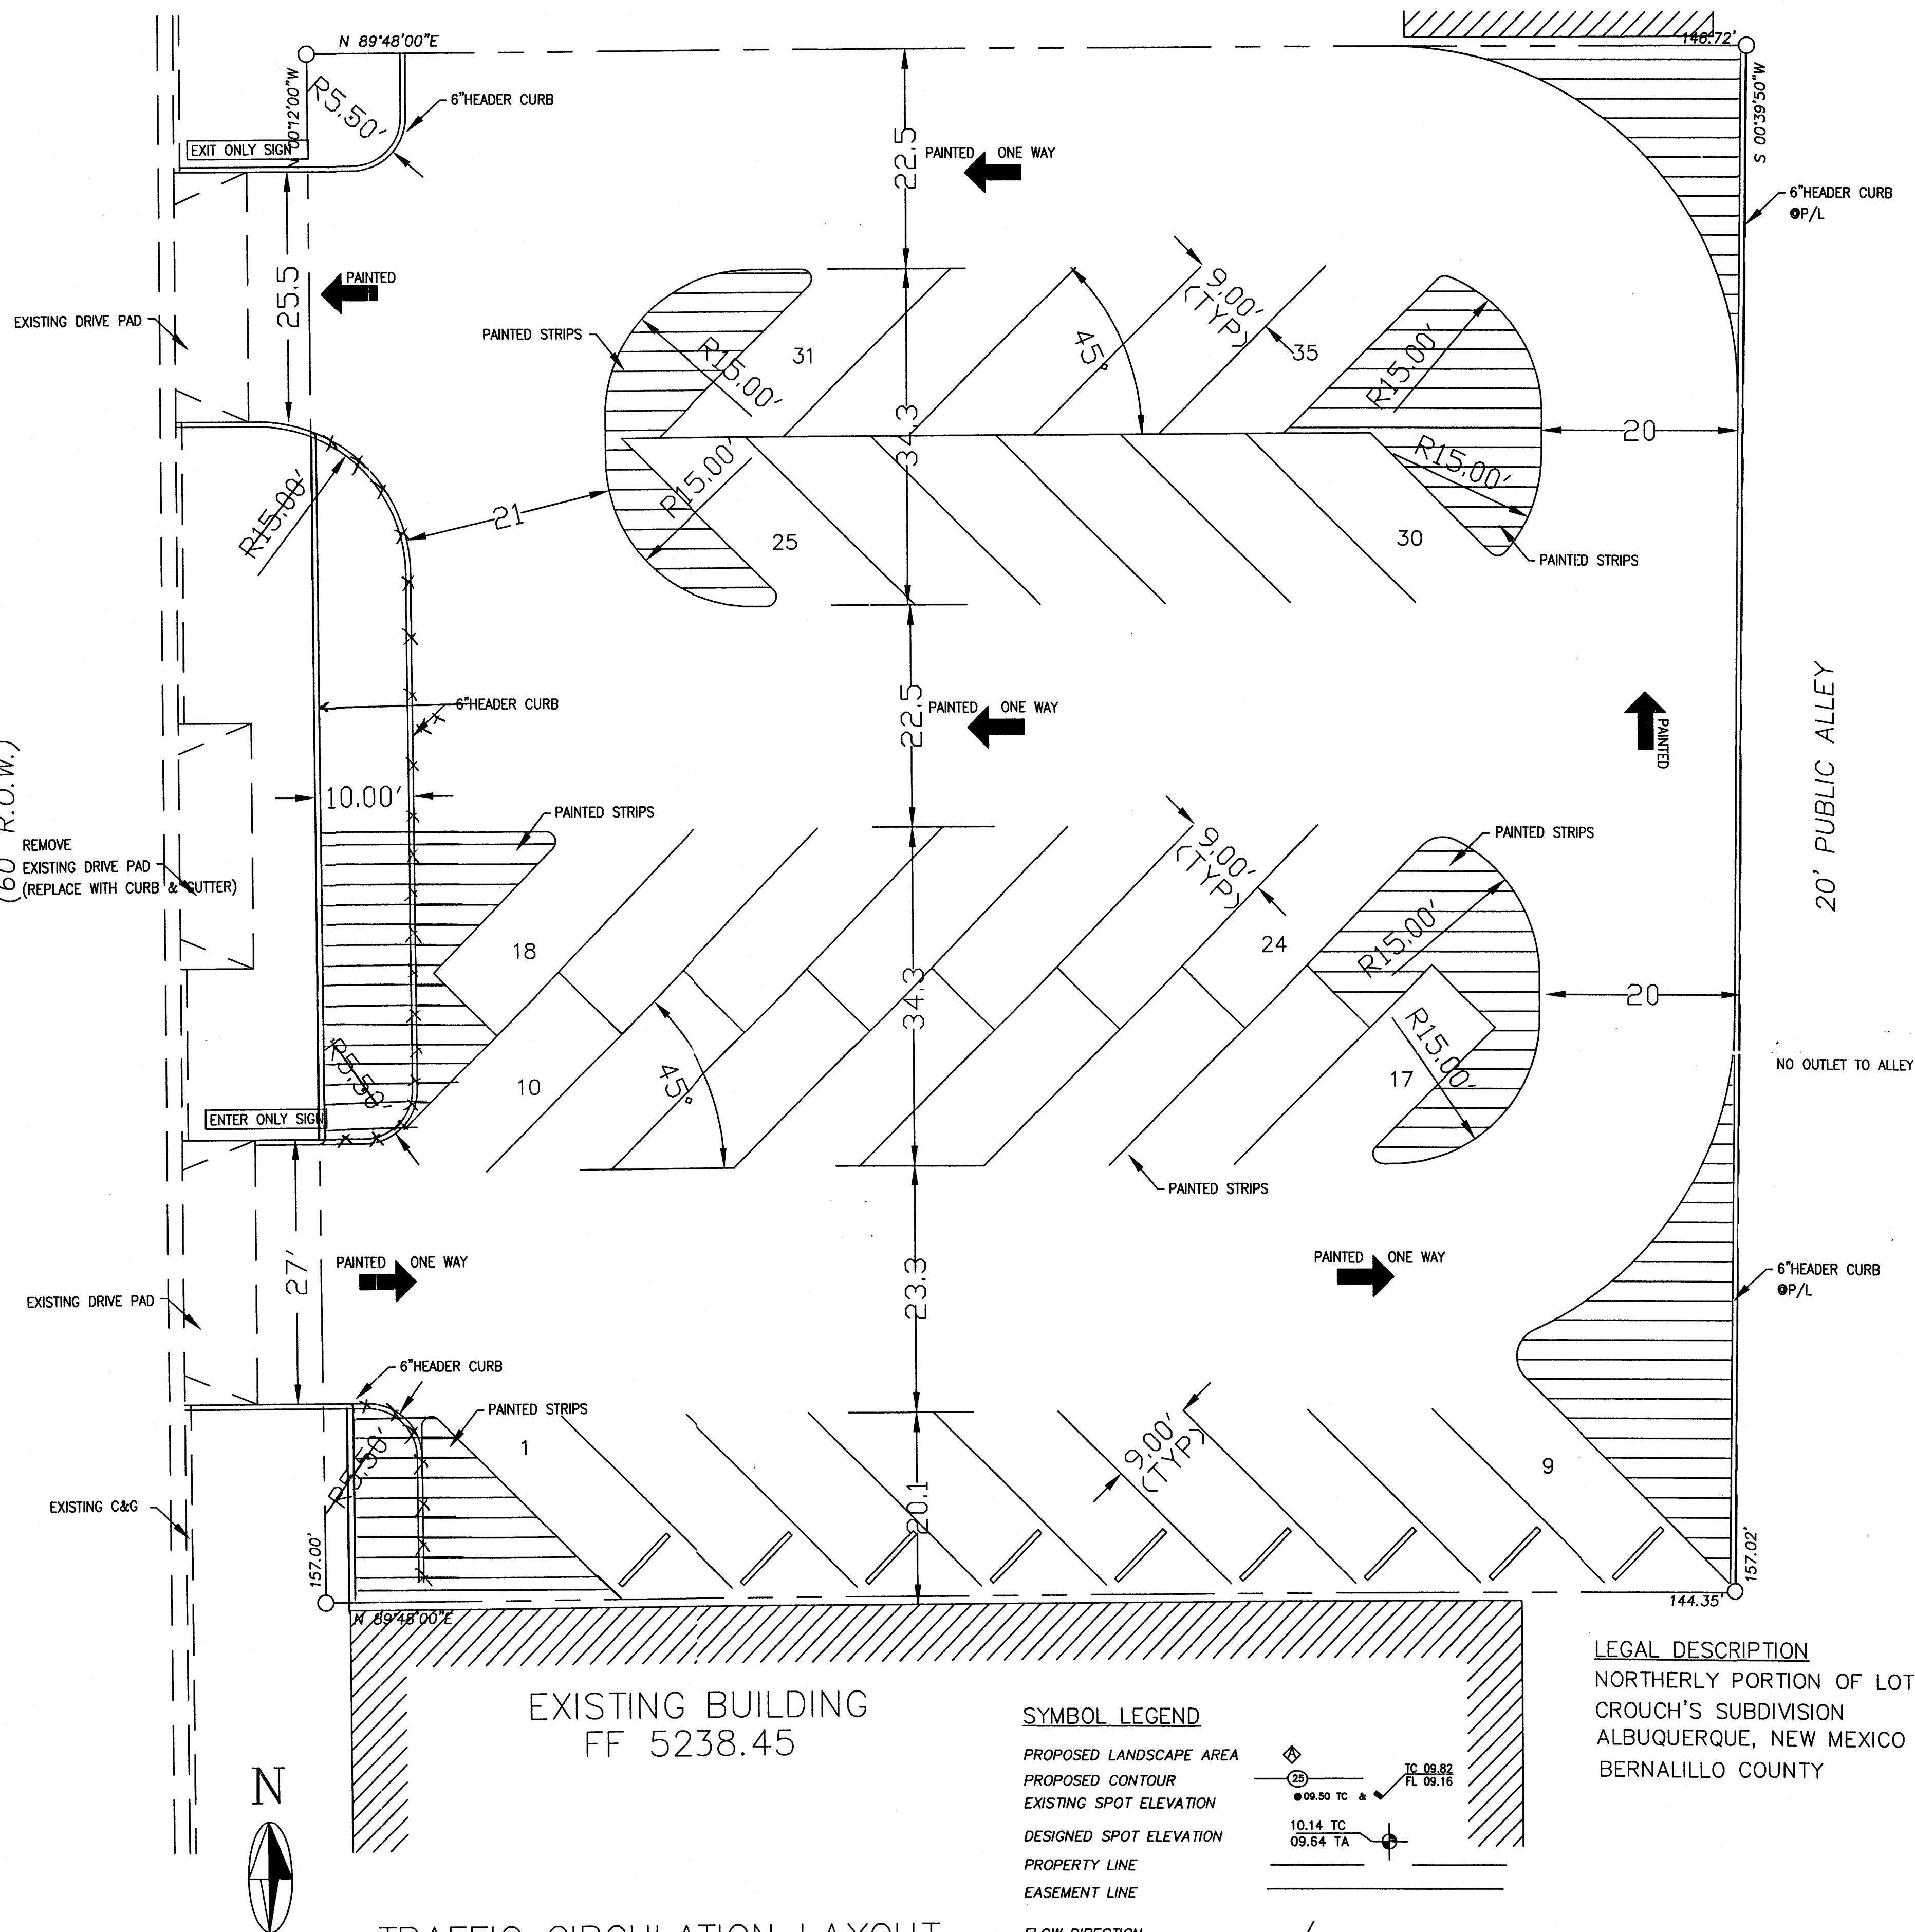 N 89°48'00"E
146.72'
00°12'00"W
R5.50'
6"HEADER CURB
S 00°39'50"W
EXIT ONLY SIGN
22.5
PAINTED ONE WAY
6"HEADER CURB
@P/L
25.5
PAINTED
EXISTING DRIVE PAD
PAINTED STRIPS
R15.00'
31
45°
9.00'
(TYP)
35
R15.00'
34.3
20
R15.00'
R15.00'
R15.00'
21
25
30
PAINTED STRIPS
6"HEADER CURB
22.5
PAINTED ONE WAY
PAINTED
20' PUBLIC ALLEY
(60' R.O.W.)
10.00'
PAINTED STRIPS
REMOVE
EXISTING DRIVE PAD
(REPLACE WITH CURB & GUTTER)
9.00'
(TYP)
PAINTED STRIPS
18
24
R15.00'
34.3
20
R15.00'
NO OUTLET TO ALLEY
10
45°
17
ENTER ONLY SIGN
PAINTED STRIPS
27'
PAINTED ONE WAY
23.3
PAINTED ONE WAY
6"HEADER CURB
@P/L
EXISTING DRIVE PAD
6"HEADER CURB
PAINTED STRIPS
1
9.00'
(TYP)
9
20.1
EXISTING C&G
157.00'
157.02'
N 89°48'00"E
144.35'
EXISTING BUILDING
FF 5238.45
LEGAL DESCRIPTION
NORTHERLY PORTION OF LOT
CROUCH'S SUBDIVISION
ALBUQUERQUE, NEW MEXICO
BERNALILLO COUNTY
SYMBOL LEGEND
PROPOSED LANDSCAPE AREA A
PROPOSED CONTOUR 25
TC 09.82
FL 09.16
EXISTING SPOT ELEVATION 09.50 TC &
DESIGNED SPOT ELEVATION 10.14 TC
09.64 TA
PROPERTY LINE
EASEMENT LINE
FLOW DIRECTION
N
TRAFFIC CIRCULATION LAYOUT